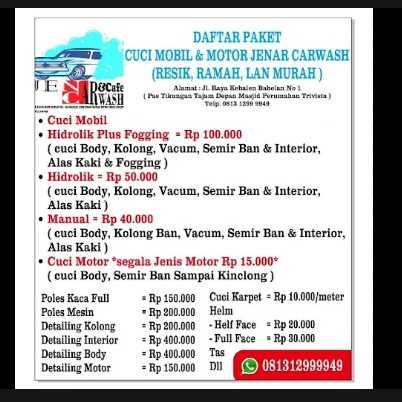 DAFTAR PAKET
CUCI MOBIL & MOTOR JENAR CARWASH
(RESIK, RAMAH, LAN MURAH )
Alamat : Jl. Raya Kebalen Babelan No 1
( Pas Tikungan Tajam Depan Masjid Perumahan Trivista )
Telp. 0813 1299 9949
R&Cafe
CARWASH
• Cuci Mobil
• Hidrolik Plus Fogging = Rp 100.000
( cuci Body, Kolong, Vacum, Semir Ban & Interior,
Alas Kaki & Fogging )
• Hidrolik = Rp 50.000
( cuci Body, Kolong, Vacum, Semir Ban & Interior,
Alas Kaki )
• Manual = Rp 40.000
( cuci Body, Kolong Ban, Vacum, Semir Ban & Interior,
Alas Kaki )
• Cuci Motor *segala Jenis Motor Rp 15.000*
( cuci Body, Semir Ban Sampai Kinclong )
Poles Kaca Full = Rp 150.000
Poles Mesin = Rp 200.000
Detailing Kolong = Rp 200.000
Detailing Interior = Rp 400.000
Detailing Body = Rp 400.000
Detailing Motor = Rp 150.000
Cuci Karpet = Rp 10.000/meter
Helm
- Helf Face = Rp 20.000
- Full Face = Rp 30.000
Tas
Dll
081312999949